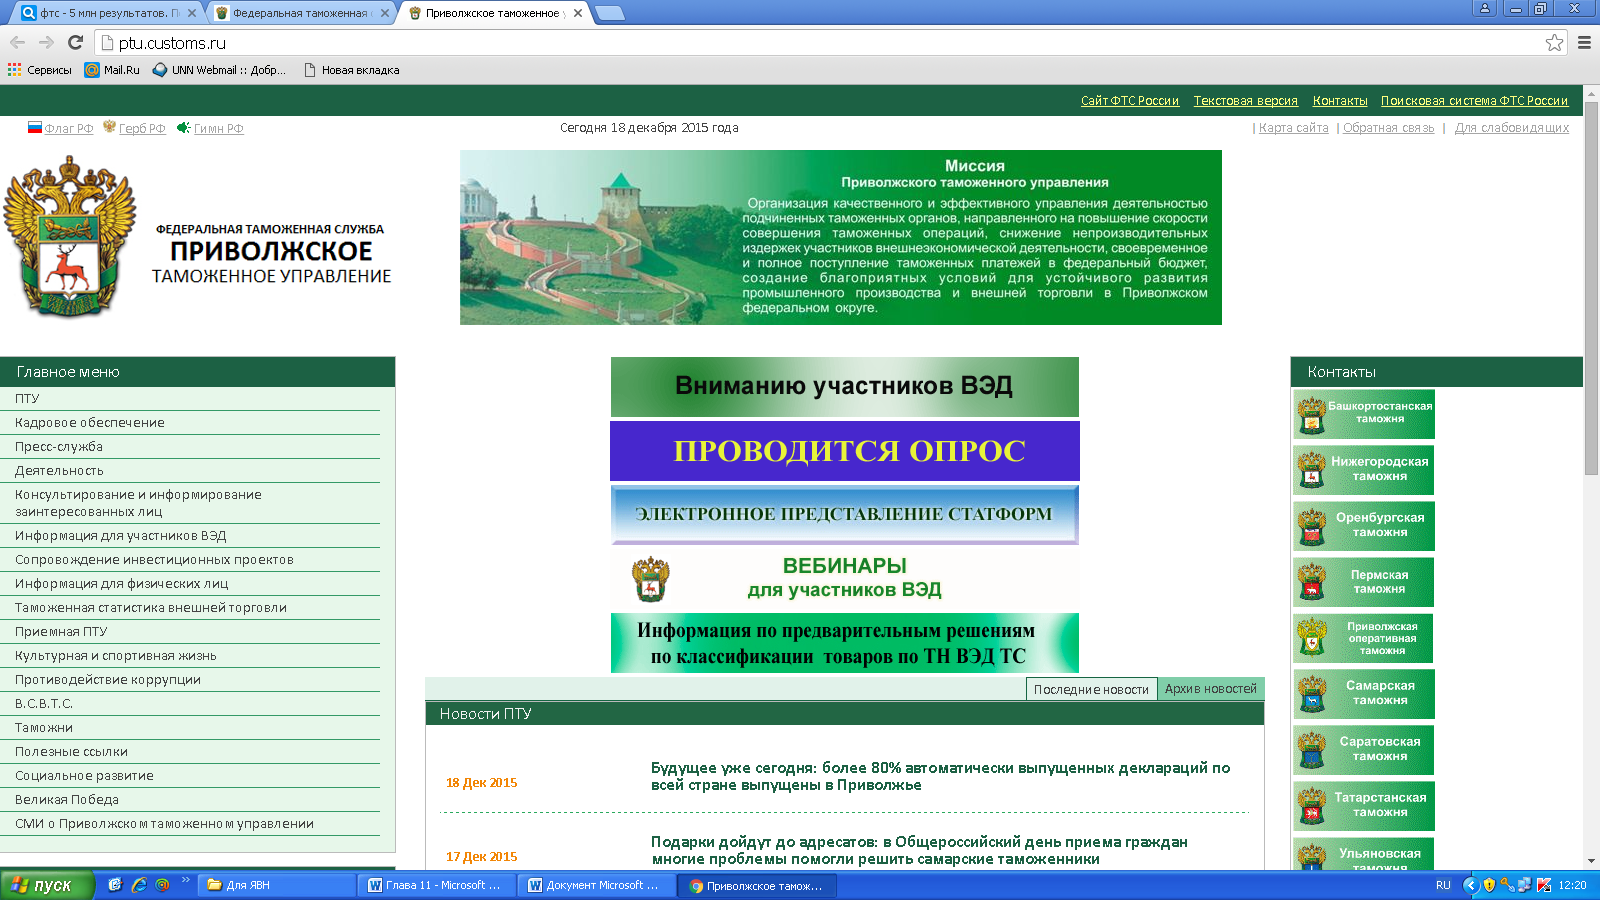 фтс - 5 млн результатов. П
Федеральная таможенная
Приволжское таможенное у
ptu.customs.ru
Сервисы
Mail.Ru
UNN Webmail :: Добр...
Новая вкладка
Сайт ФТС России
Текстовая версия
Контакты
Поисковая система ФТС России
Флаг РФ
Герб РФ
Гимн РФ
Сегодня 18 декабря 2015 года
| Карта сайта | Обратная связь | Для слабовидящих
ФЕДЕРАЛЬНАЯ ТАМОЖЕННАЯ СЛУЖБА
ПРИВОЛЖСКОЕ
ТАМОЖЕННОЕ УПРАВЛЕНИЕ
Миссия
Приволжского таможенного управления
Организация качественного и эффективного управления деятельностью
подчиненных таможенных органов, направленного на повышение скорости
совершения таможенных операций, снижение непроизводительных
издержек участников внешнеэкономической деятельности, своевременное
и полное поступление таможенных платежей в федеральный бюджет,
создание благоприятных условий для устойчивого развития
промышленного производства и внешней торговли в Приволжском
федеральном округе.
Главное меню
ПТУ
Кадровое обеспечение
Пресс-служба
Деятельность
Консультирование и информирование
заинтересованных лиц
Информация для участников ВЭД
Сопровождение инвестиционных проектов
Информация для физических лиц
Таможенная статистика внешней торговли
Приемная ПТУ
Культурная и спортивная жизнь
Противодействие коррупции
В.С.В.Т.С.
Таможни
Полезные ссылки
Социальное развитие
Великая Победа
СМИ о Приволжском таможенном управлении
Вниманию участников ВЭД
ПРОВОДИТСЯ ОПРОС
ЭЛЕКТРОННОЕ ПРЕДСТАВЛЕНИЕ СТАТФОРМ
ВЕБИНАРЫ
для участников ВЭД
Информация по предварительным решениям
по классификации товаров по ТН ВЭД ТС
Последние новости
Архив новостей
Новости ПТУ
18 Дек 2015
Будущее уже сегодня: более 80% автоматически выпущенных деклараций по
всей стране выпущены в Приволжье
17 Дек 2015
Подарки дойдут до адресатов: в Общероссийский день приема граждан
многие проблемы помогли решить самарские таможенники
Контакты
Башкортостанская
таможня
Нижегородская
таможня
Оренбургская
таможня
Пермская
таможня
Приволжская
оперативная
таможня
Самарская
таможня
Саратовская
таможня
Татарстанская
таможня
Ульяновская
таможня
пуск
Для ЯВН
Глава 11 - Microsoft ...
Документ Microsoft ...
Приволжское тамож...
RU
12:20